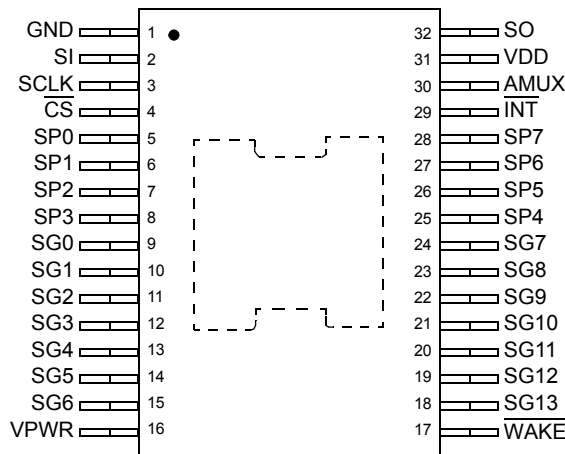 GND 1 32 SO
SI 2 31 VDD
SCLK 3 30 AMUX
CS 4 29 INT
SP0 5 28 SP7
SP1 6 27 SP6
SP2 7 26 SP5
SP3 8 25 SP4
SG0 9 24 SG7
SG1 10 23 SG8
SG2 11 22 SG9
SG3 12 21 SG10
SG4 13 20 SG11
SG5 14 19 SG12
SG6 15 18 SG13
VPWR 16 17 WAKE